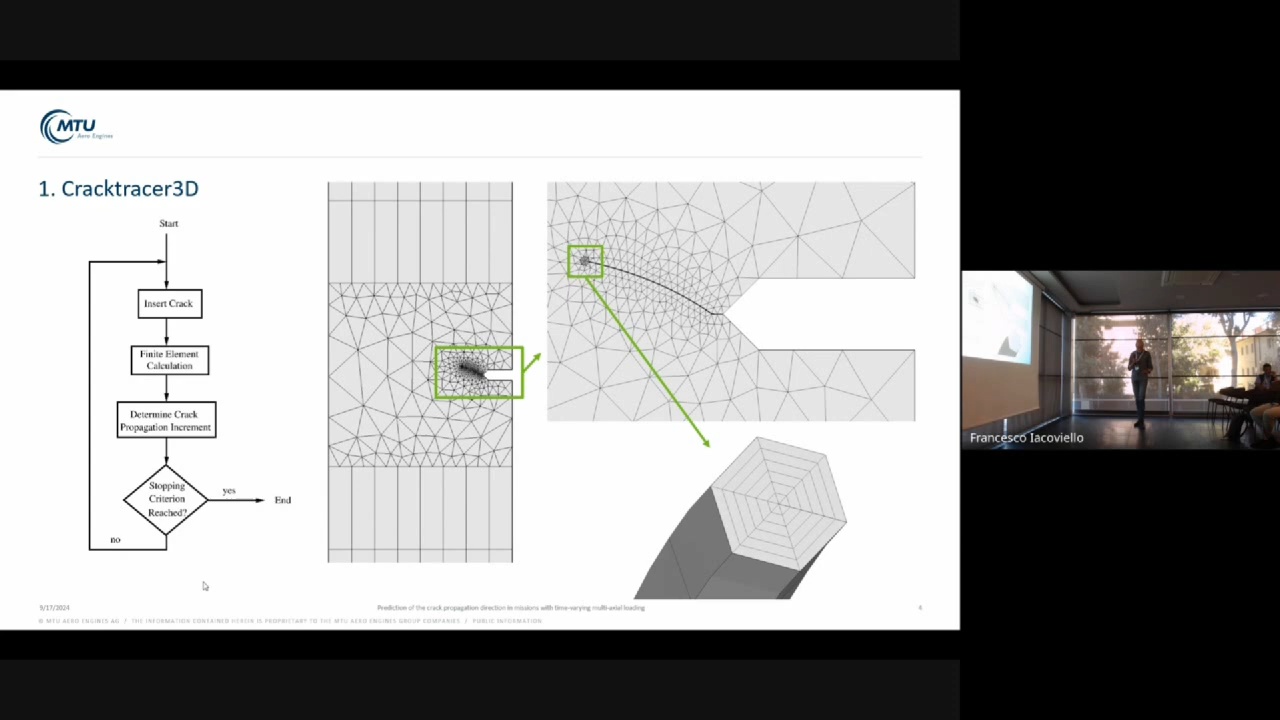 MTU
Aero Engines
1. Cracktracer3D
Start
Insert Crack
Finite Element
Calculation
Determine Crack
Propagation Increment
Stopping
Criterion
Reached?
yes
End
no
9/17/2024
Prediction of the crack propagation direction in missions with time-varying multi-axial loading
4
© MTU AERO ENGINES AG / THE INFORMATION CONTAINED HEREIN IS PROPRIETARY TO THE MTU AERO ENGINES GROUP COMPANIES / PUBLIC INFORMATION
Francesco Iacoviello